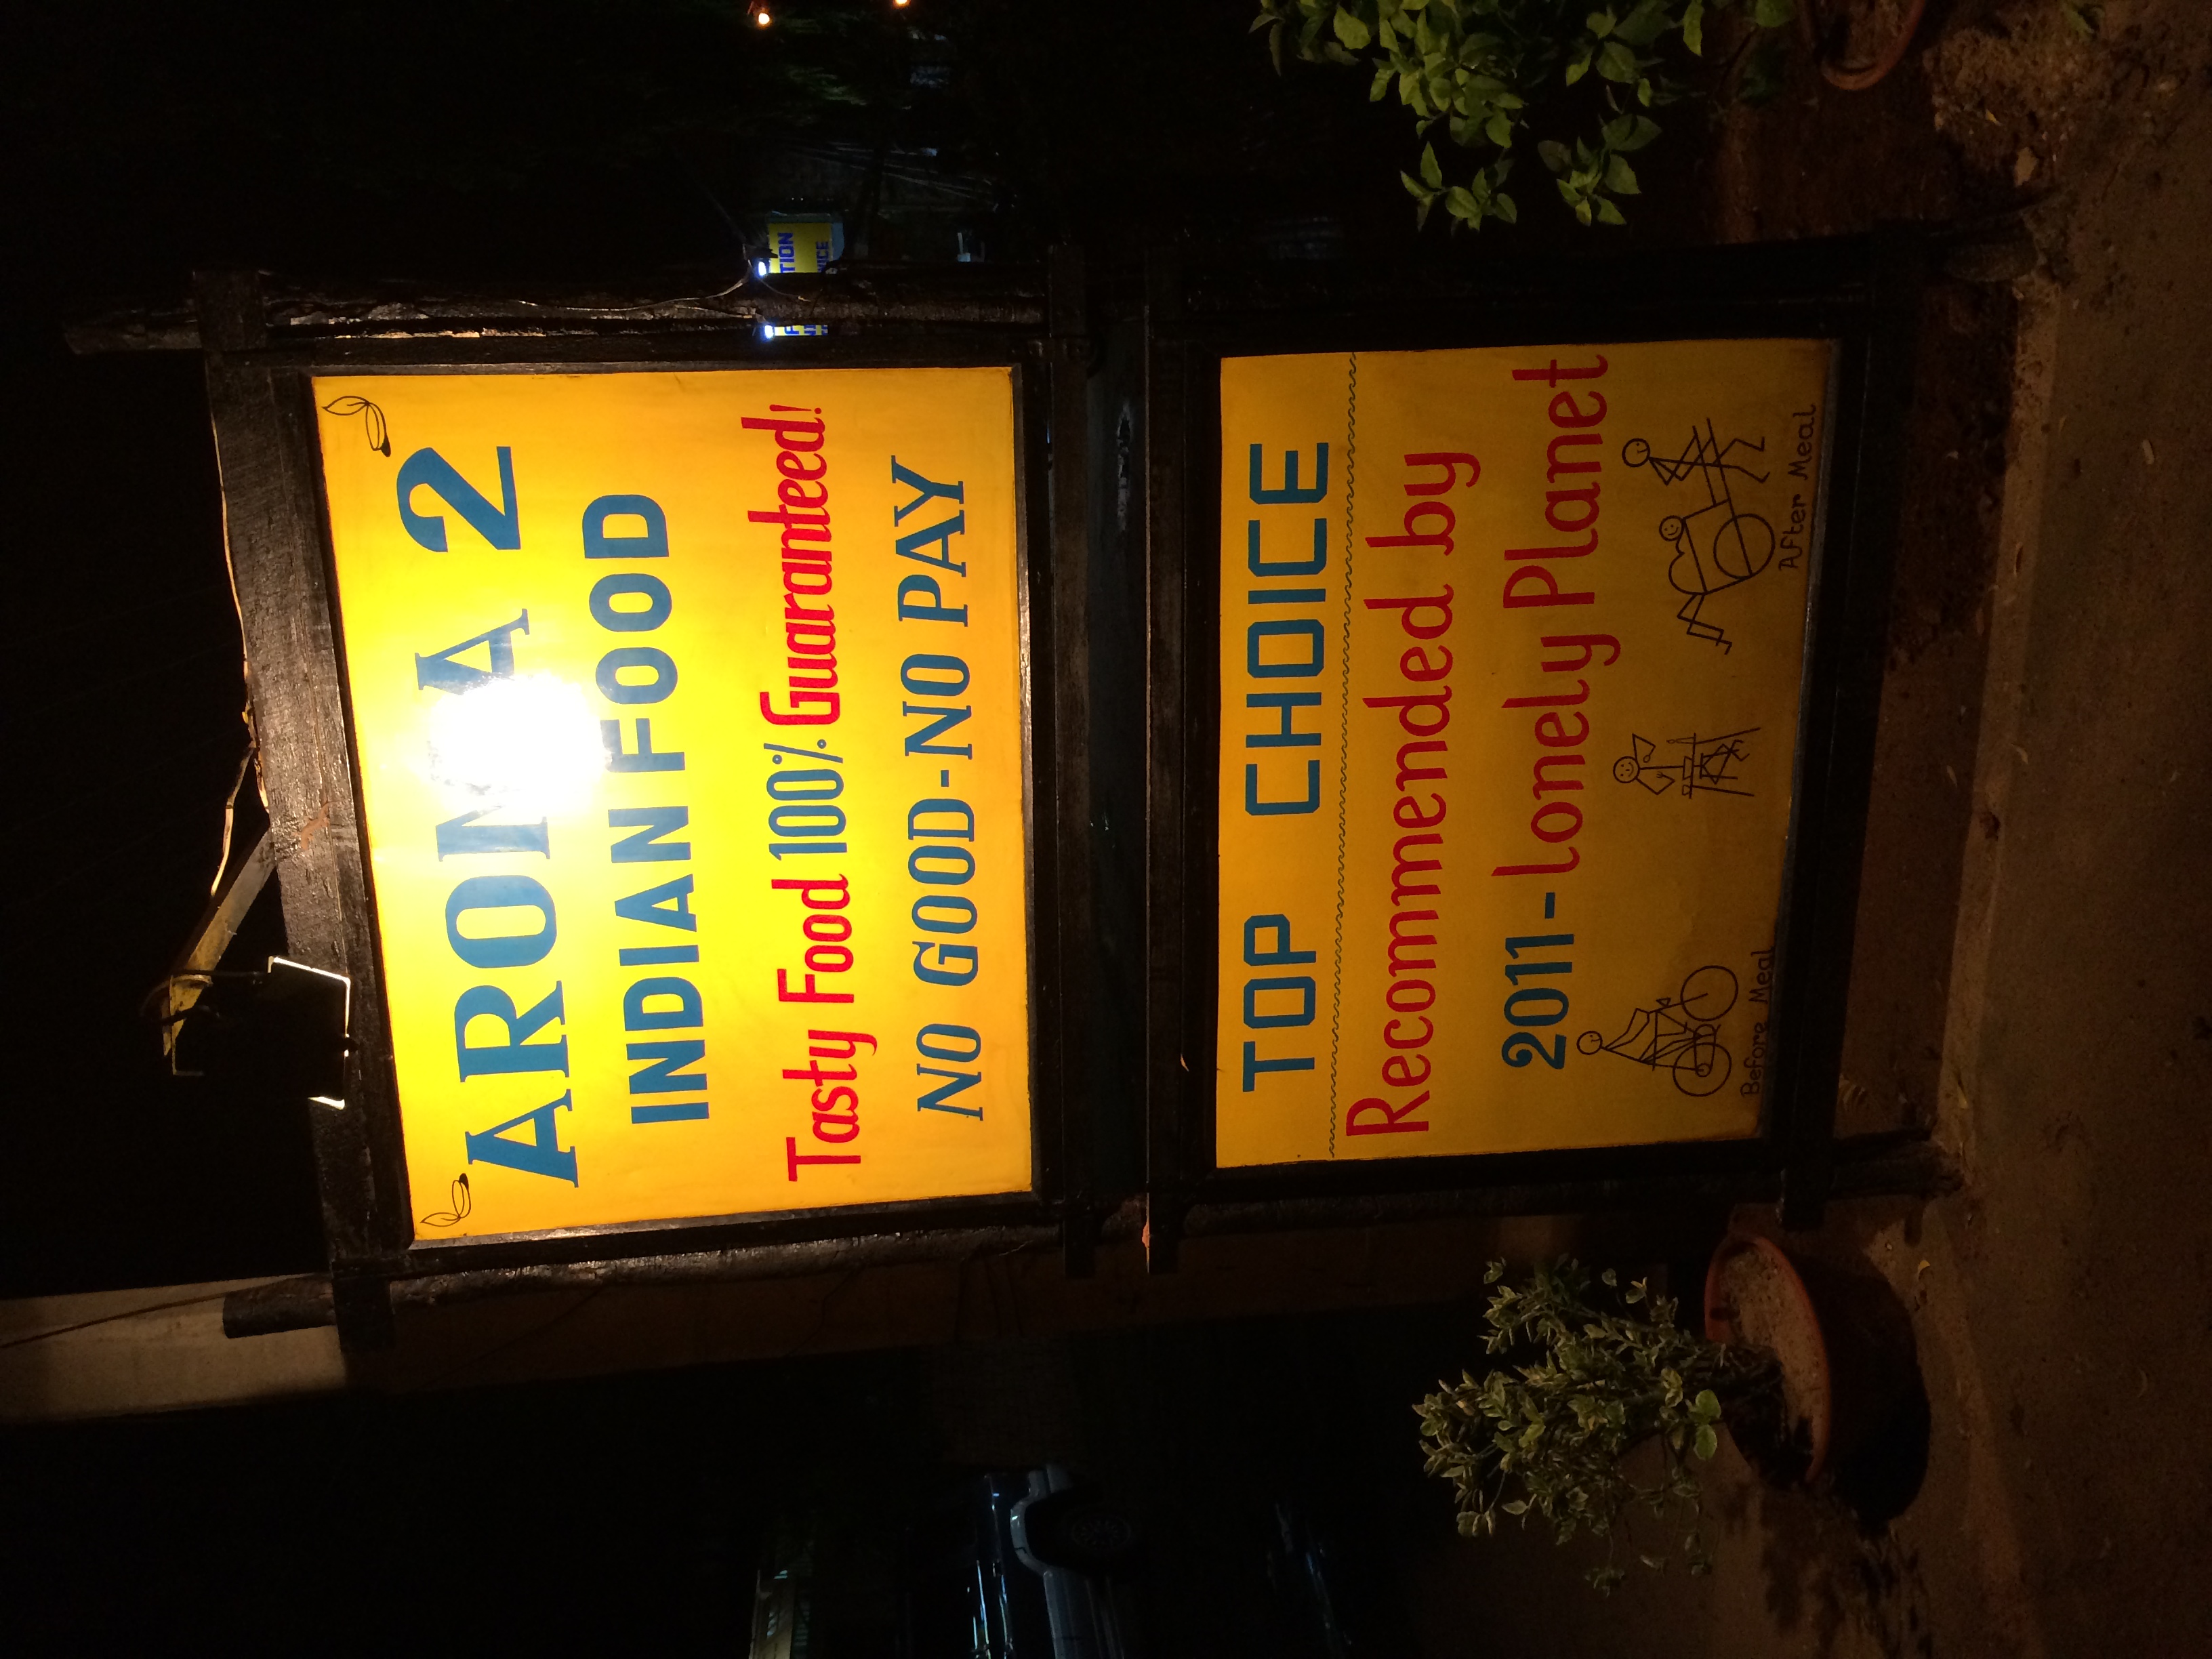 AROMA 2
INDIAN FOOD
Tasty Food 100% Guaranteed!
NO GOOD-NO PAY
TOP CHOICE
Recommended by
2011-Lonely Planet
Before Meal
After Meal